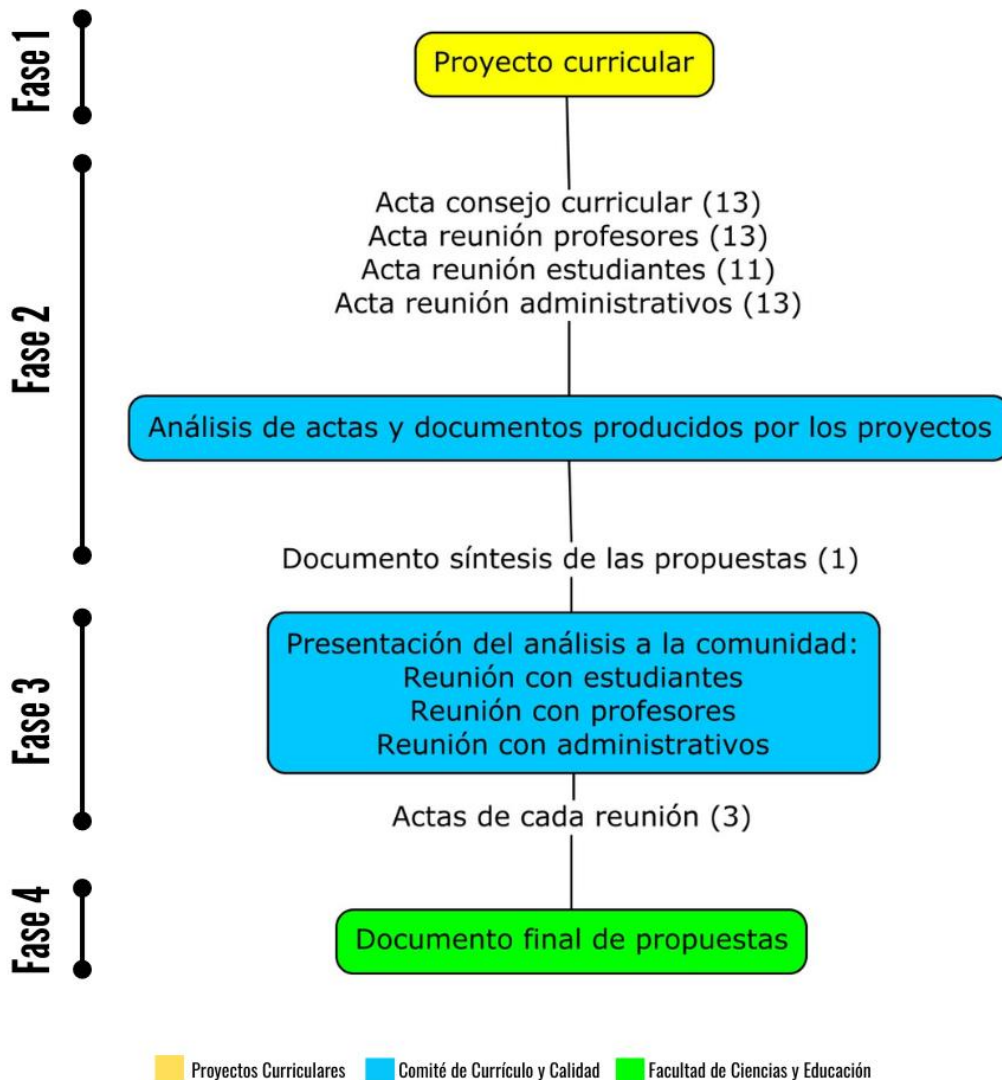 Fase 1
Proyecto curricular
Fase 2
Acta consejo curricular (13)
Acta reunión profesores (13)
Acta reunión estudiantes (11)
Acta reunión administrativos (13)
Análisis de actas y documentos producidos por los proyectos
Documento síntesis de las propuestas (1)
Fase 3
Presentación del análisis a la comunidad:
Reunión con estudiantes
Reunión con profesores
Reunión con administrativos
Actas de cada reunión (3)
Fase 4
Documento final de propuestas
Proyectos Curriculares
Comité de Currículo y Calidad
Facultad de Ciencias y Educación